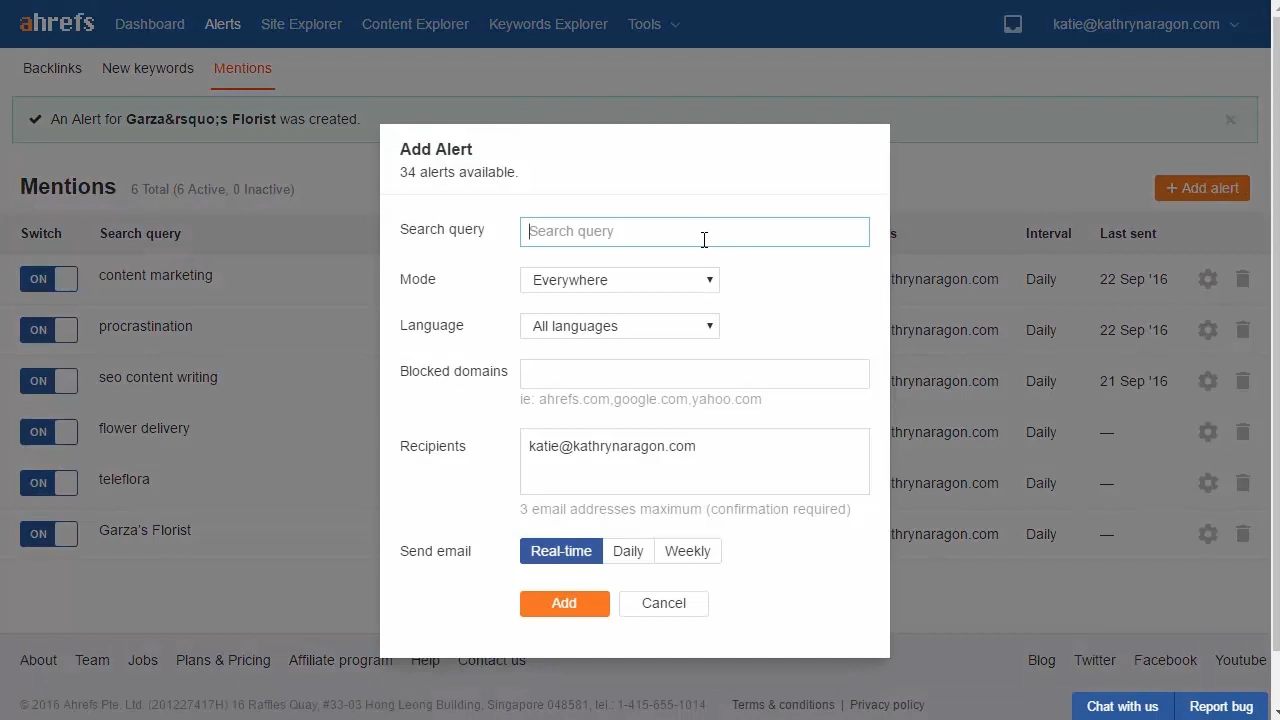 ahrefs Dashboard Alerts Site Explorer Content Explorer Keywords Explorer Tools katie@kathrynaragon.com
Backlinks New keywords Mentions
An Alert for Garza&rsquo;s Florist was created.
Add Alert
34 alerts available.
Mentions 6 Total (6 Active, 0 Inactive) + Add alert
Switch Search query s Interval Last sent
Search query Search query
ON content marketing hrynaragon.com Daily 22 Sep '16
Mode Everywhere
ON procrastination hrynaragon.com Daily 22 Sep '16
Language All languages
ON seo content writing hrynaragon.com Daily 21 Sep '16
Blocked domains
ie: ahrefs.com,google.com,yahoo.com
ON flower delivery hrynaragon.com Daily —
Recipients katie@kathrynaragon.com
ON teleflora hrynaragon.com Daily —
3 email addresses maximum (confirmation required)
ON Garza's Florist hrynaragon.com Daily —
Send email Real-time Daily Weekly
Add Cancel
About Team Jobs Plans & Pricing Affiliate program Help Contact us Blog Twitter Facebook Youtube
© 2016 Ahrefs Pte. Ltd. (201227417H) 16 Raffles Quay, #33-03 Hong Leong Building, Singapore 048581, tel.: 1-415-655-1014 Terms & conditions | Privacy policy
Chat with us Report bug